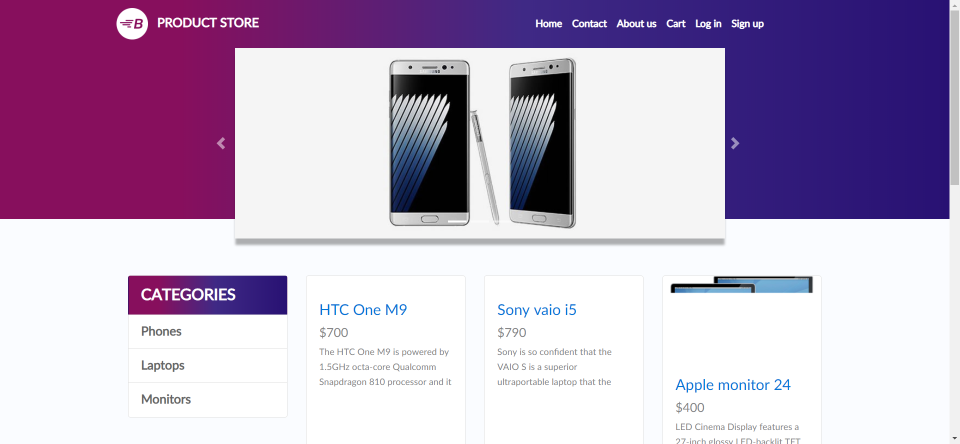 B PRODUCT STORE
Home Contact About us Cart Log in Sign up
SAMSUNG
CATEGORIES
Phones
Laptops
Monitors
HTC One M9
$700
The HTC One M9 is powered by
1.5GHz octa-core Qualcomm
Snapdragon 810 processor and it
Sony vaio i5
$790
Sony is so confident that the
VAIO S is a superior
ultraportable laptop that the
Apple monitor 24
$400
LED Cinema Display features a
27-inch glossy LED-backlit TFT